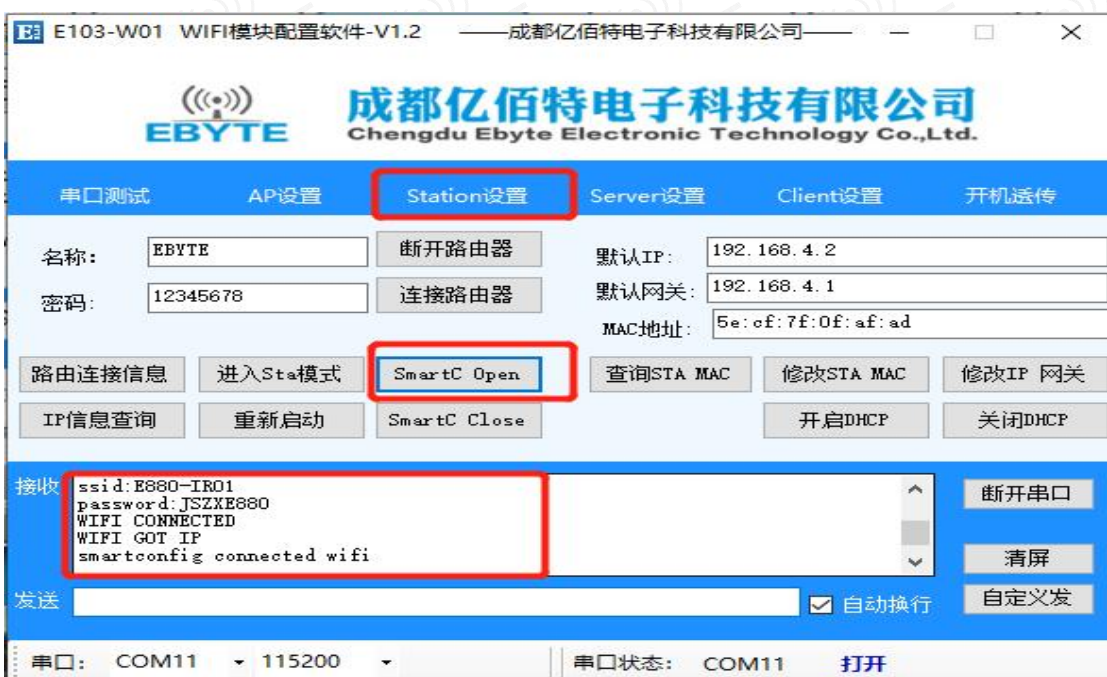 E103-W01 WIFI模块配置软件-V1.2 ——成都亿佰特电子科技有限公司——
EBYTE
成都亿佰特电子科技有限公司
Chengdu Ebyte Electronic Technology Co.,Ltd.
串口测试 AP设置 Station设置 Server设置 Client设置 开机透传
名称: EBYTE 断开路由器 默认IP: 192.168.4.2
密码: 12345678 连接路由器 默认网关: 192.168.4.1
MAC地址: 5e:cf:7f:0f:af:ad
路由连接信息 进入Sta模式 SmartC Open 查询STA MAC 修改STA MAC 修改IP 网关
IP信息查询 重新启动 SmartC Close 开启DHCP 关闭DHCP
接收 ssid:E880-IR01 断开串口
password:JSZXE880
WIFI CONNECTED
WIFI GOT IP
smartconfig connected wifi 清屏
发送 自动换行 自定义发
串口: COM11 115200 串口状态: COM11 打开